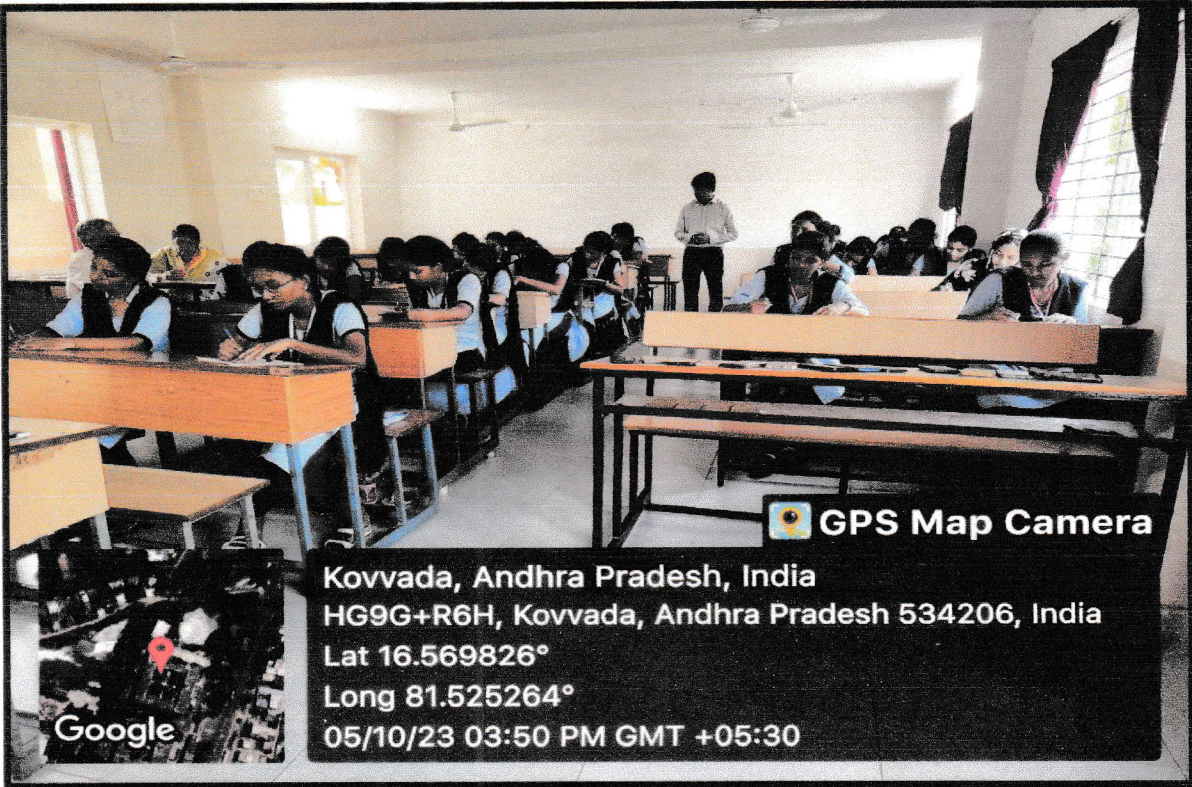 GPS Map Camera
Kovvada, Andhra Pradesh, India
HG9G+R6H, Kovvada, Andhra Pradesh 534206, India
Lat 16.569826°
Long 81.525264°
05/10/23 03:50 PM GMT +05:30
Google